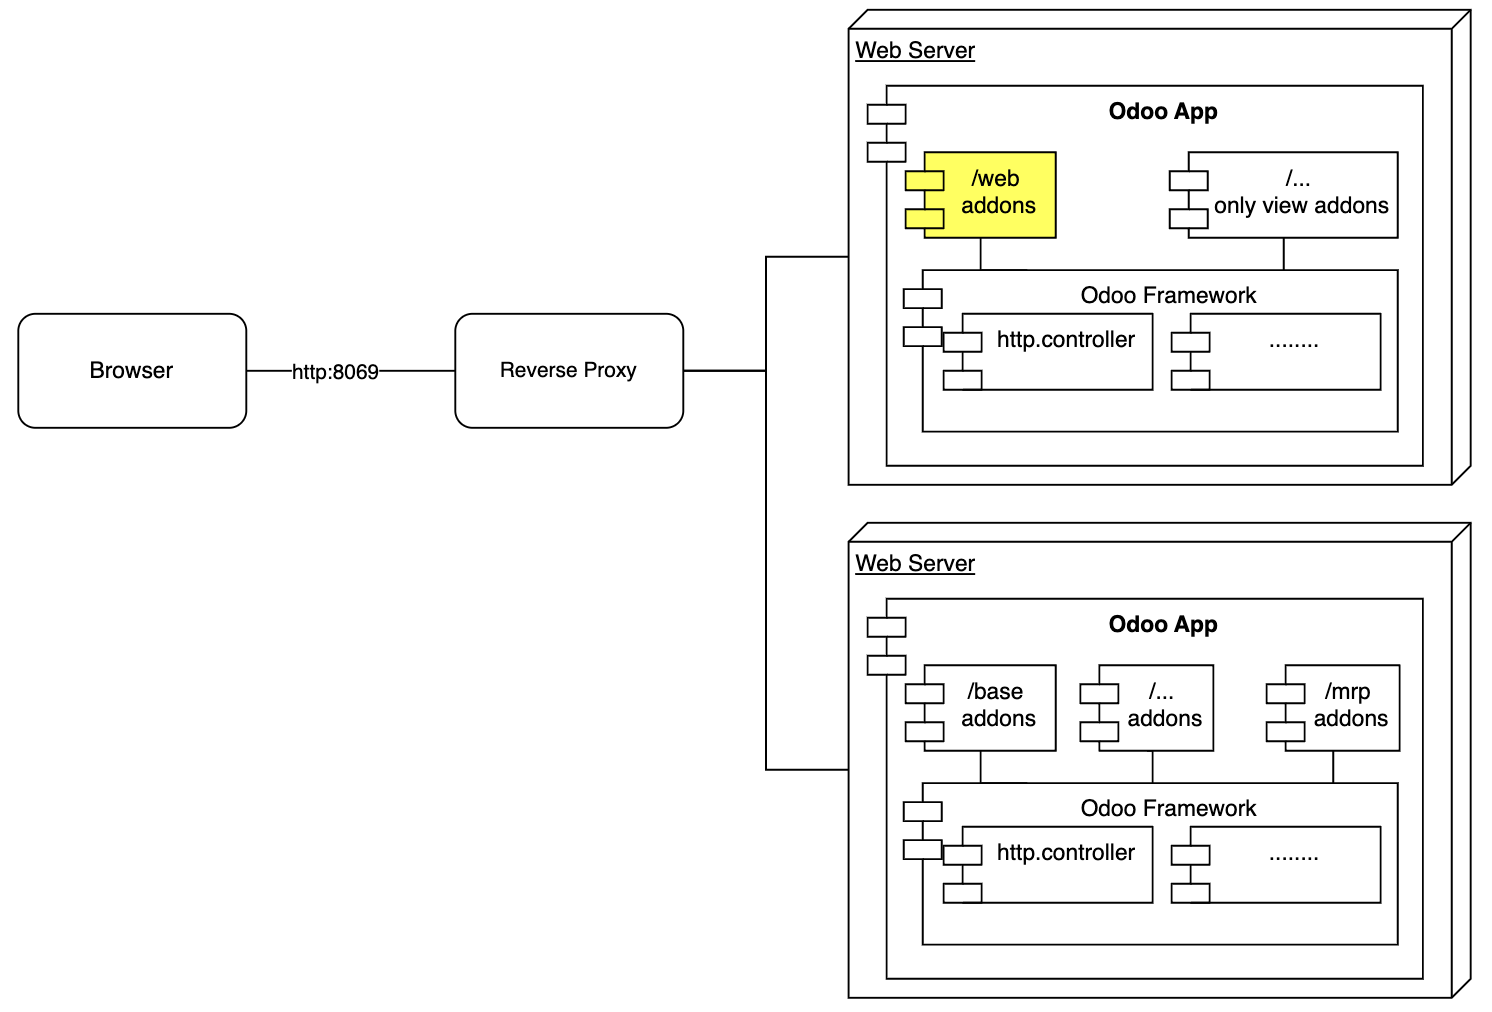 Browser
http:8069
Reverse Proxy
Web Server
Odoo App
/web
addons
/...
only view addons
Odoo Framework
http.controller
........
Web Server
Odoo App
/base
addons
/...
addons
/mrp
addons
Odoo Framework
http.controller
........